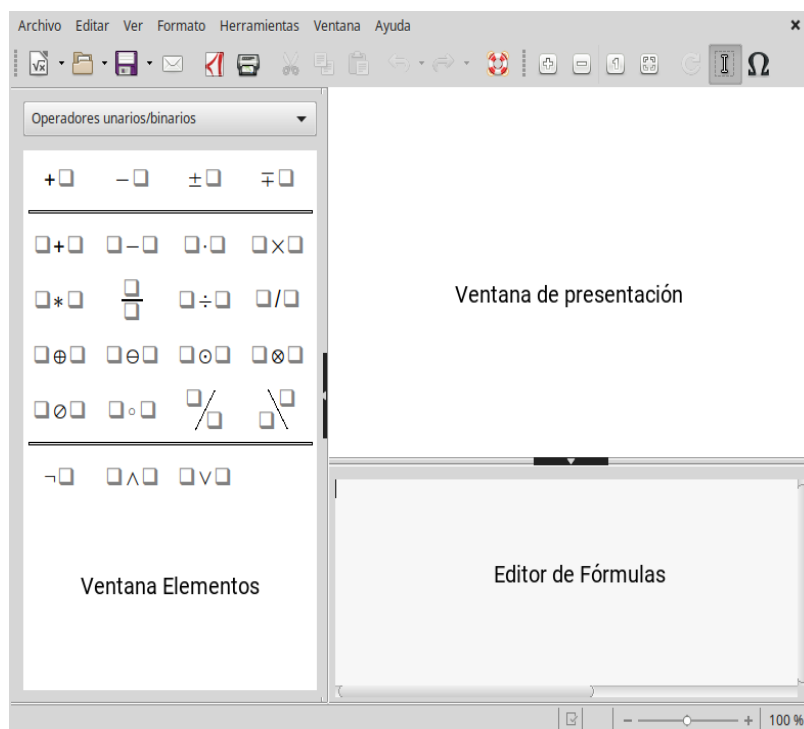 Archivo Editar Ver Formato Herramientas Ventana Ayuda
Operadores unarios/binarios
+□ −□ ±□ ∓□
□+□ □−□ □·□ □×□
□∗□ □/□ □÷□ □/□
□⊕□ □⊖□ □⊙□ □⊗□
□⊘□ □∘□ □/□ □\□
¬□ □∧□ □∨□
Ventana Elementos
Ventana de presentación
Editor de Fórmulas
100 %